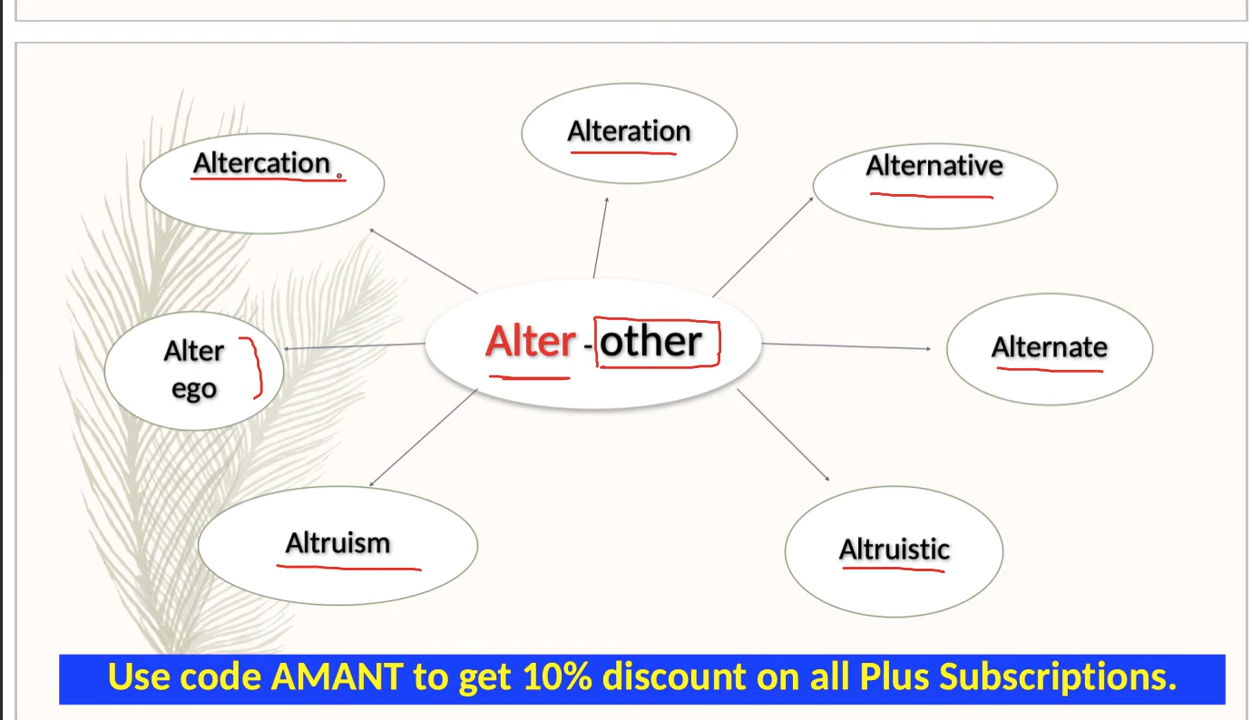 Alteration
Altercation
Alternative
Alter - other
Alter
ego
Alternate
Altruism
Altruistic
Use code AMANT to get 10% discount on all Plus Subscriptions.